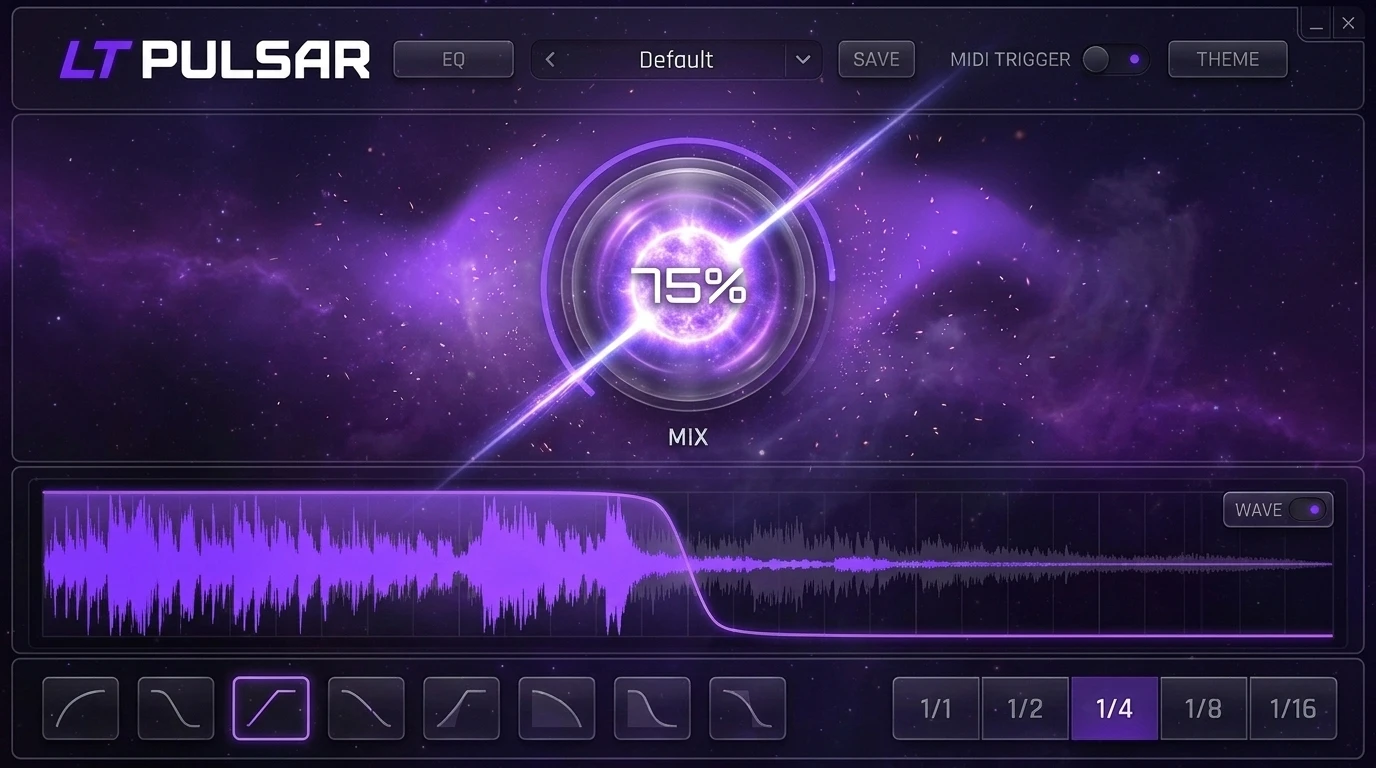 LT PULSAR
EQ
Default
SAVE
MIDI TRIGGER
THEME
75%
MIX
WAVE
1/1
1/2
1/4
1/8
1/16